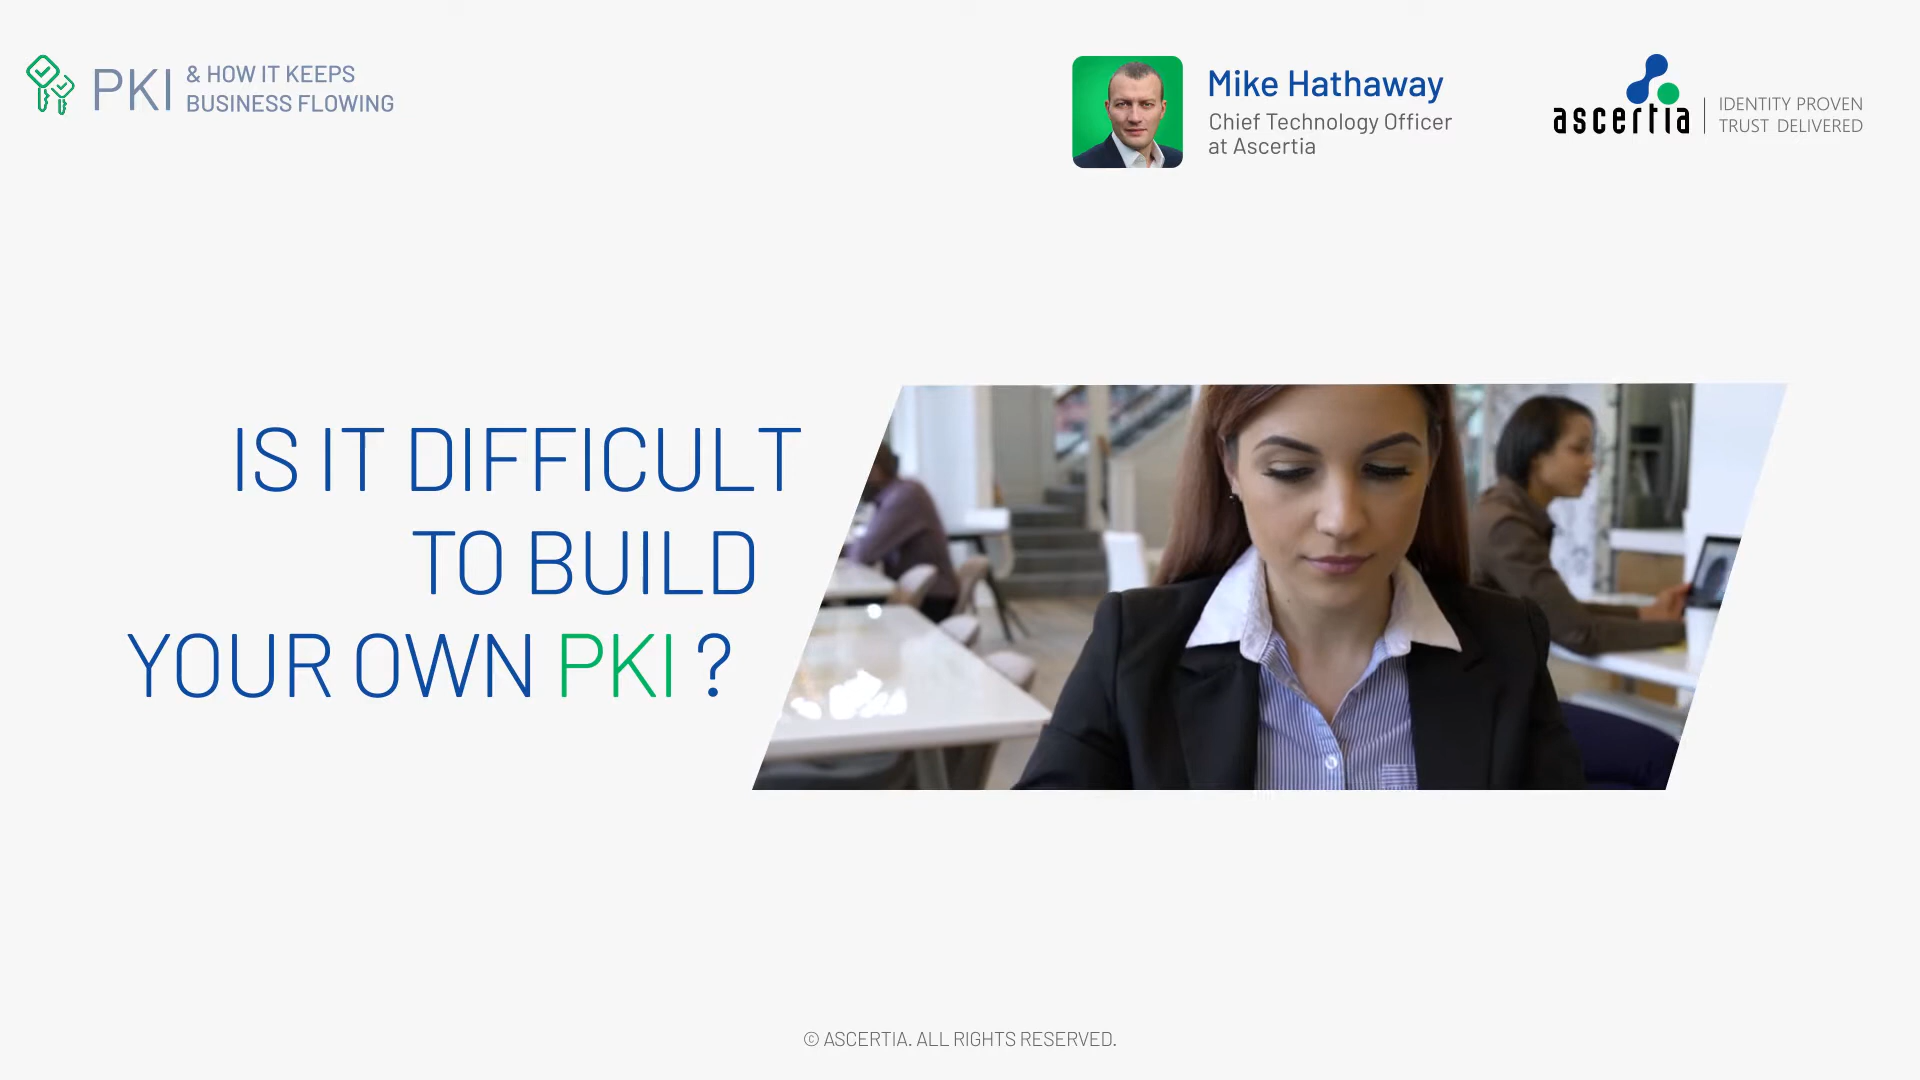 PKI
& HOW IT KEEPS
BUSINESS FLOWING
Mike Hathaway
Chief Technology Officer
at Ascertia
ascertia
IDENTITY PROVEN
TRUST DELIVERED
IS IT DIFFICULT
TO BUILD
YOUR OWN PKI ?
© ASCERTIA. ALL RIGHTS RESERVED.